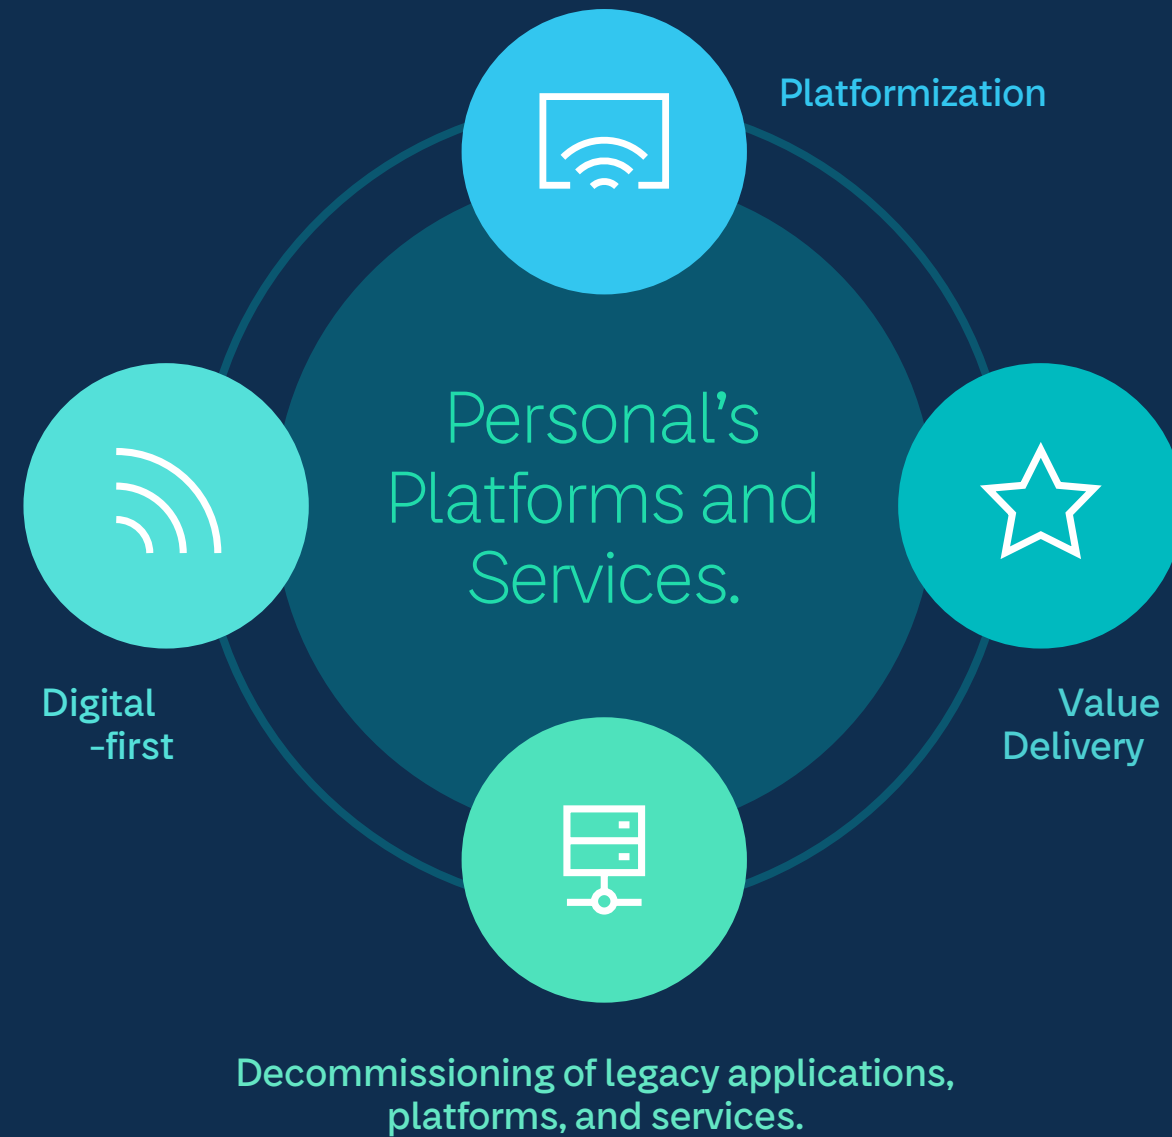 Platformization
Personal’s
Platforms and
Services.
Digital
-first
Value
Delivery
Decommissioning of legacy applications,
platforms, and services.